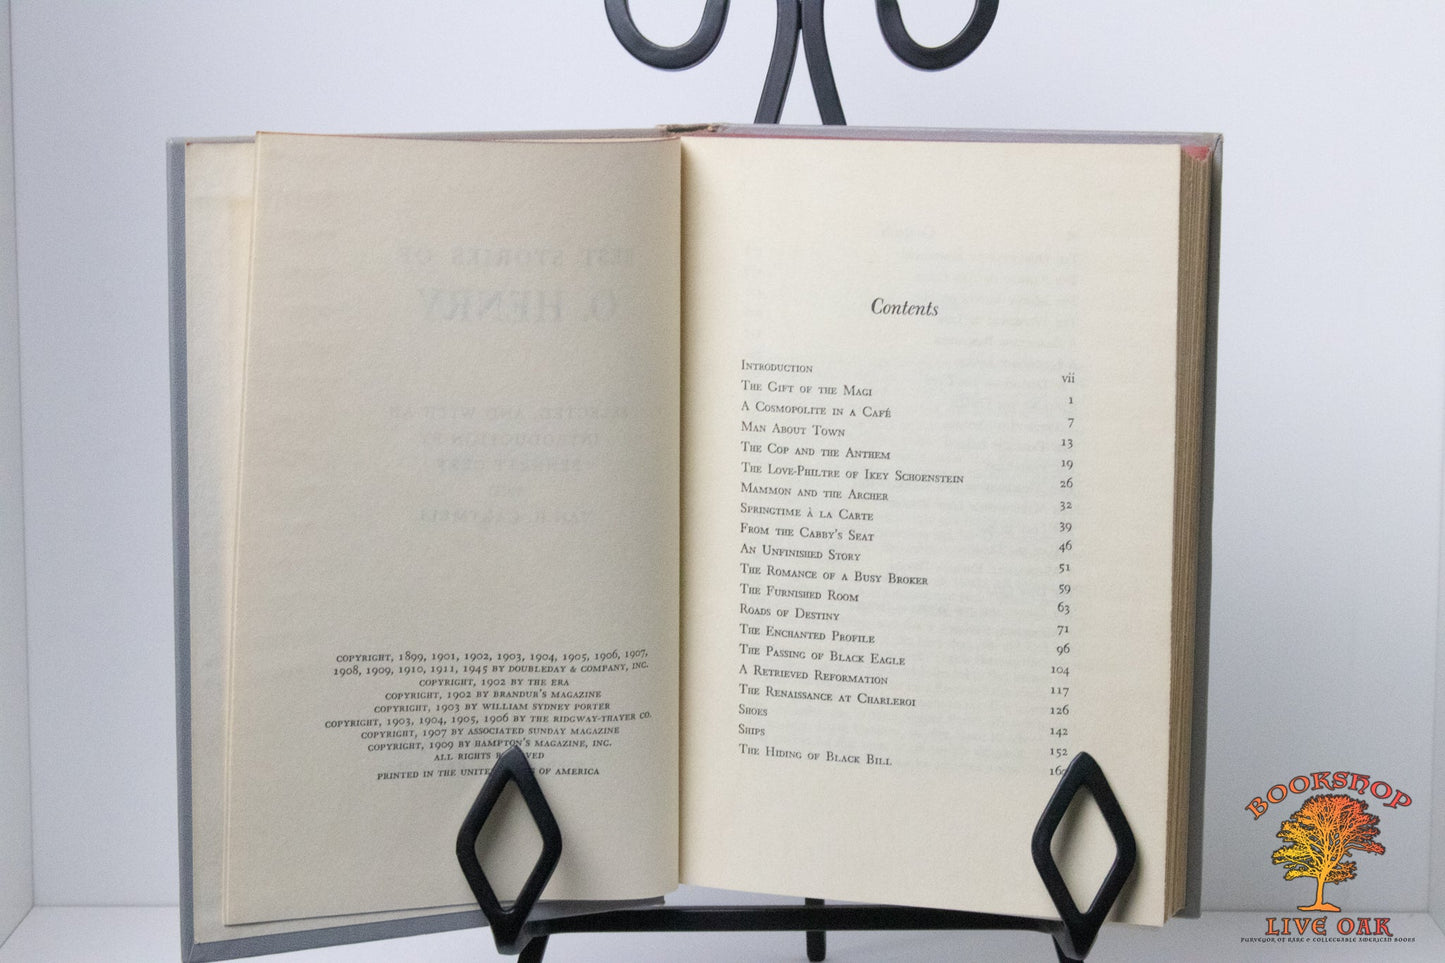 COPYRIGHT, 1899, 1901, 1902, 1903, 1904, 1905, 1906, 1907,
1908, 1909, 1910, 1911, 1945 BY DOUBLEDAY & COMPANY, INC.
COPYRIGHT, 1902 BY THE ERA
COPYRIGHT, 1902 BY BRANDUR'S MAGAZINE
COPYRIGHT, 1903 BY WILLIAM SYDNEY PORTER
COPYRIGHT, 1903, 1904, 1905, 1906 BY THE RIDGWAY-THAYER CO.
COPYRIGHT, 1907 BY ASSOCIATED SUNDAY MAGAZINE
COPYRIGHT, 1909 BY HAMPTON'S MAGAZINE, INC.
ALL RIGHTS
PRINTED IN THE OF AMERICA
Contents
Introduction vii
The Gift of the Magi 1
A Cosmopolite in a Café 7
Man About Town 13
The Cop and the Anthem 19
The Love-Philtre of Ikey Schoenstein 26
Mammon and the Archer 32
Springtime à la Carte 39
From the Cabby's Seat 46
An Unfinished Story 51
The Romance of a Busy Broker 59
The Furnished Room 63
Roads of Destiny 71
The Enchanted Profile 96
The Passing of Black Eagle 104
A Retrieved Reformation 117
The Renaissance at Charleroi 126
Shoes 142
Ships 152
The Hiding of Black Bill
BOOKSHOP
LIVE OAK
PURVEYOR OF RARE & COLLECTABLE AMERICAN BOOKS